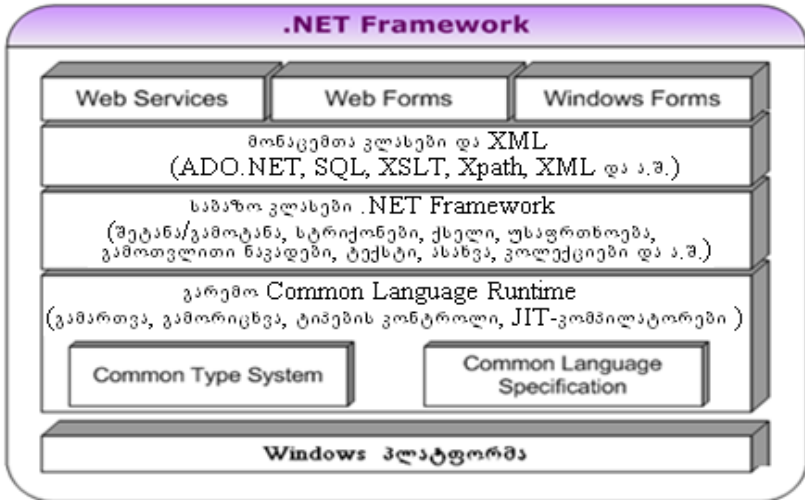 .NET Framework
Web Services
Web Forms
Windows Forms
მონაცემთა კლასები და XML
(ADO.NET, SQL, XSLT, Xpath, XML და ა.შ.)
საბაზო კლასები .NET Framework
(შეტანა/გამოტანა, სტრიქონები, ქსელი, უსაფრთხოება,
გამოთვლითი ნაკადები, ტექსტი, ასახვა, კოლექციები და ა.შ.)
გარემო Common Language Runtime
(გამართვა, გამორიცხვა, ტიპების კონტროლი, JIT-კომპილატორები )
Common Type System
Common Language
Specification
Windows პლატფორმა